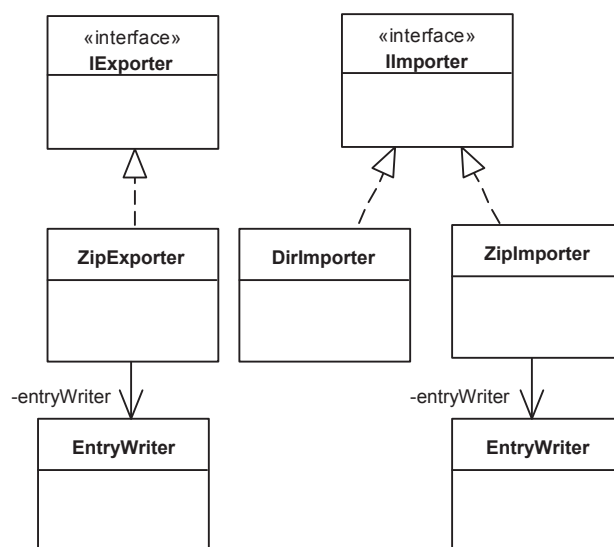 «interface»
IExporter
«interface»
IImporter
ZipExporter
DirImporter
ZipImporter
-entryWriter
-entryWriter
EntryWriter
EntryWriter